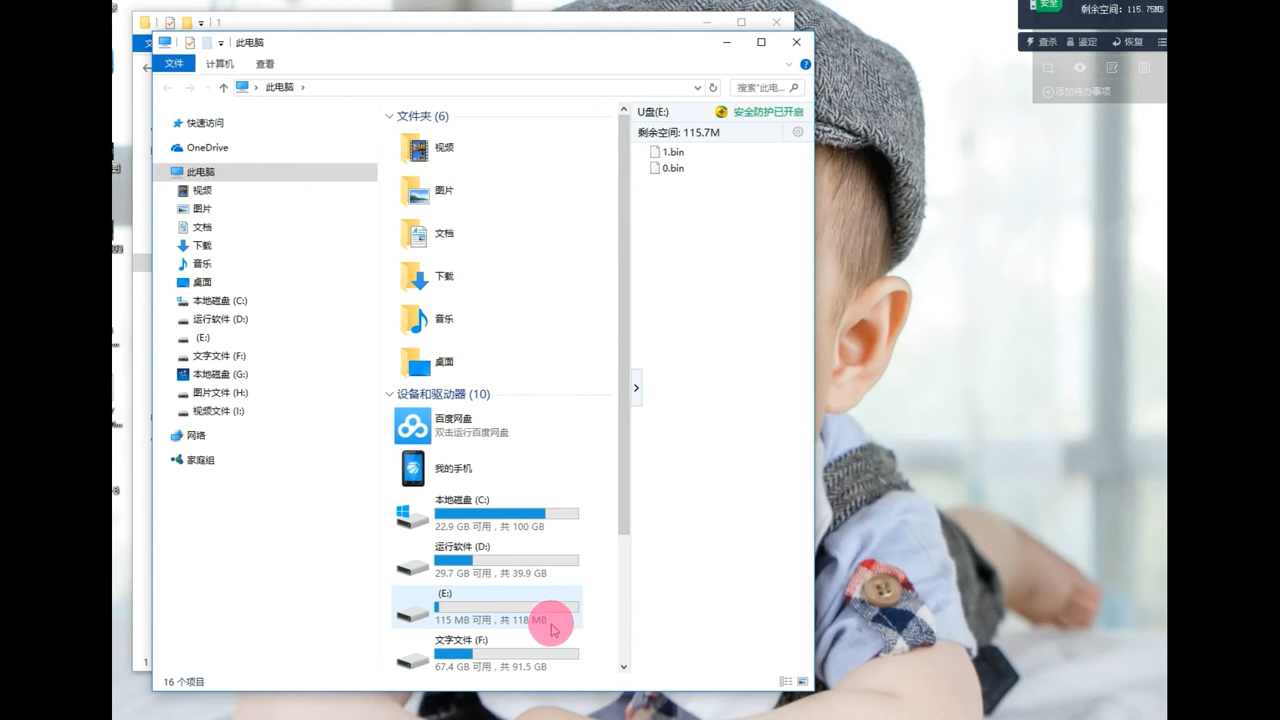 1
安全
剩余空间: 115.75MB
查杀 鉴定 恢复
添加待办事项
此电脑
文件 计算机 查看
此电脑
搜索"此电...
快速访问
OneDrive
此电脑
视频
图片
文档
下载
音乐
桌面
本地磁盘 (C:)
运行软件 (D:)
(E:)
文字文件 (F:)
本地磁盘 (G:)
图片文件 (H:)
视频文件 (I:)
网络
家庭组
文件夹 (6)
视频
图片
文档
下载
音乐
桌面
设备和驱动器 (10)
百度网盘
双击运行百度网盘
我的手机
本地磁盘 (C:)
22.9 GB 可用，共 100 GB
运行软件 (D:)
29.7 GB 可用，共 39.9 GB
(E:)
115 MB 可用，共 118 MB
文字文件 (F:)
67.4 GB 可用，共 91.5 GB
U盘(E:) 安全防护已开启
剩余空间: 115.7M
1.bin
0.bin
16 个项目